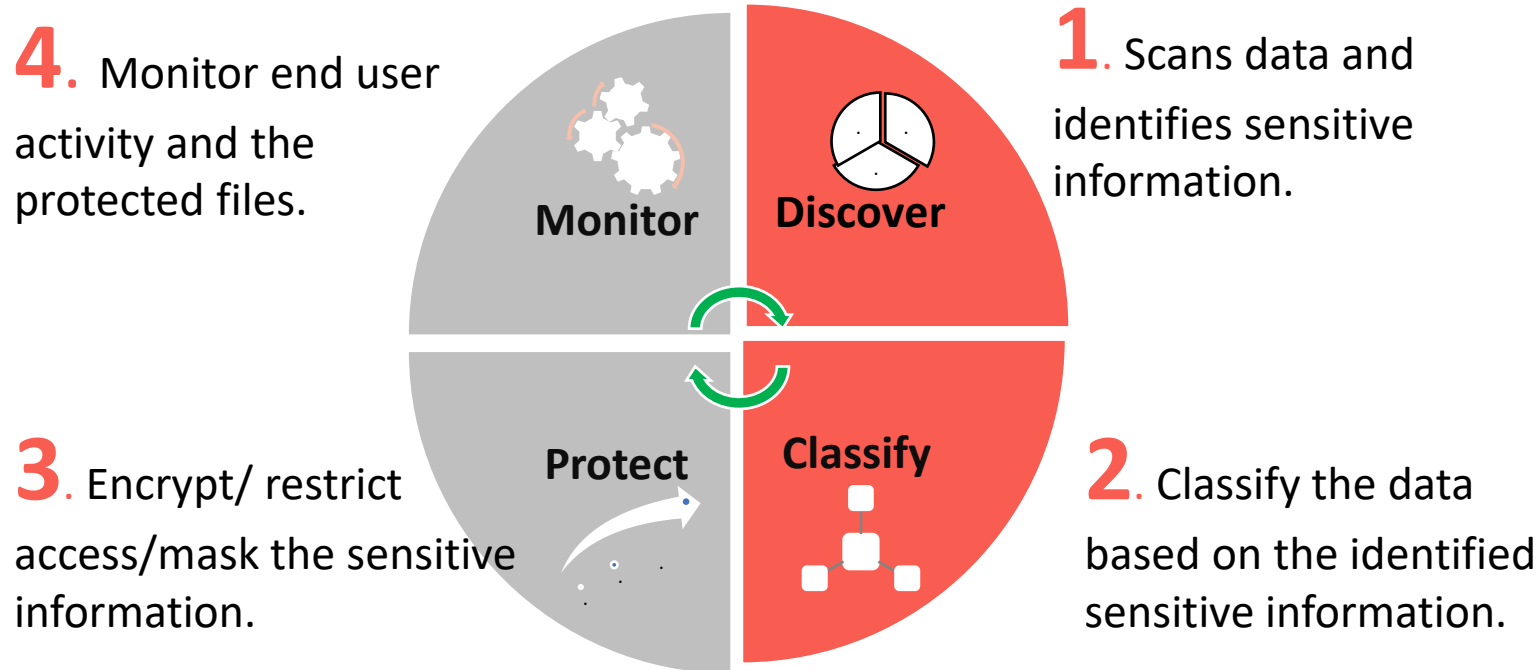 4. Monitor end user
activity and the
protected files.
Monitor
Discover
1. Scans data and
identifies sensitive
information.
3. Encrypt/ restrict
access/mask the sensitive
information.
Protect
Classify
2. Classify the data
based on the identified
sensitive information.